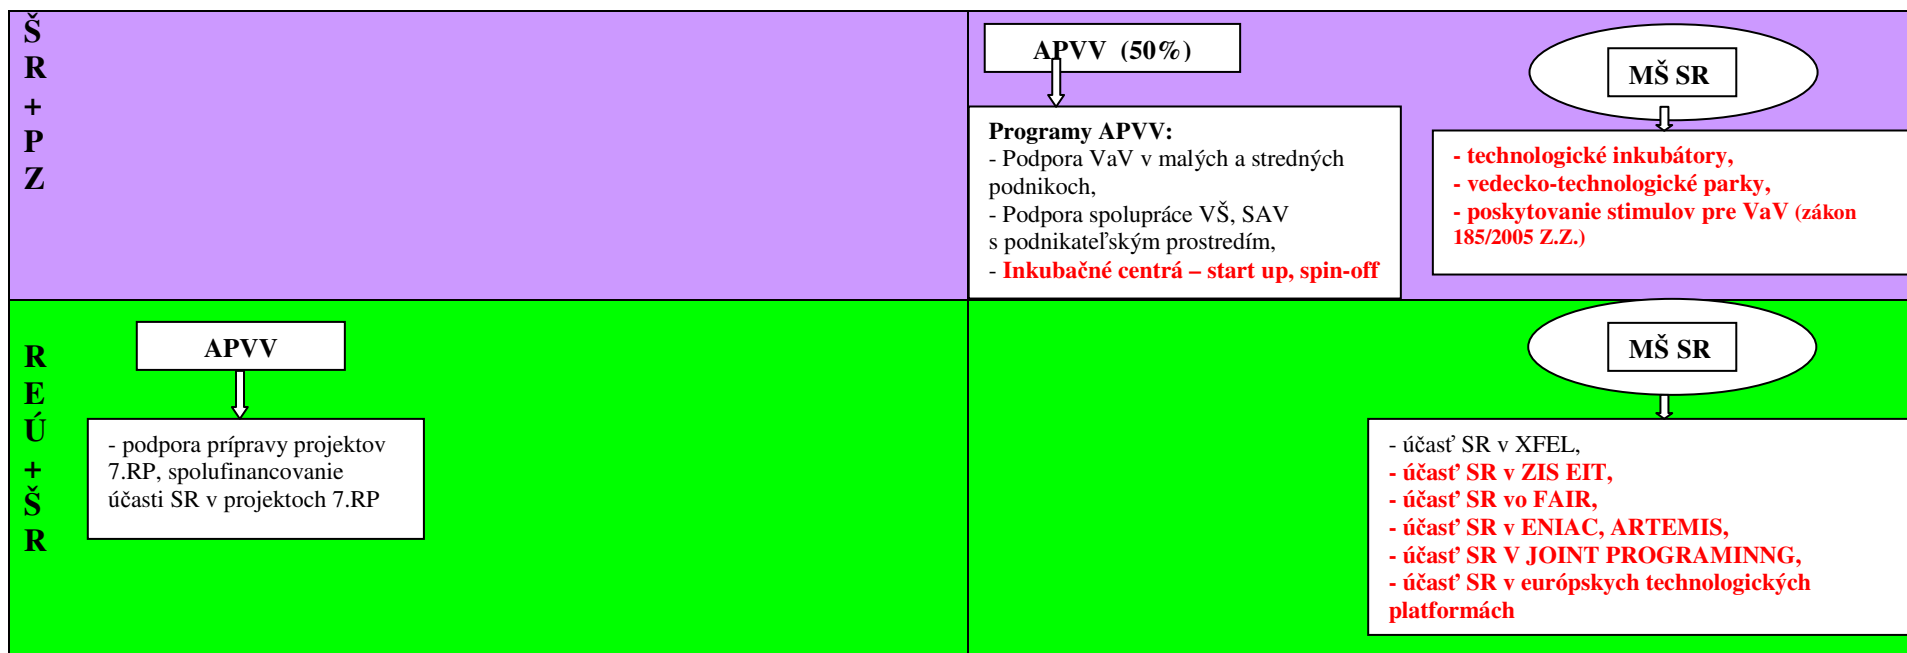 Š
R
+
P
Z
APVV (50%)
Programy APVV:
- Podpora VaV v malých a stredných
podnikoch,
- Podpora spolupráce VŠ, SAV
s podnikateľským prostredím,
- Inkubačné centrá – start up, spin-off
MŠ SR
- technologické inkubátory,
- vedecko-technologické parky,
- poskytovanie stimulov pre VaV (zákon
185/2005 Z.Z.)
R
E
Ú
+
Š
R
APVV
- podpora prípravy projektov
7.RP, spolufinancovanie
účasti SR v projektoch 7.RP
MŠ SR
- účasť SR v XFEL,
- účasť SR v ZIS EIT,
- účasť SR vo FAIR,
- účasť SR v ENIAC, ARTEMIS,
- účasť SR V JOINT PROGRAMINNG,
- účasť SR v európskych technologických
platformách